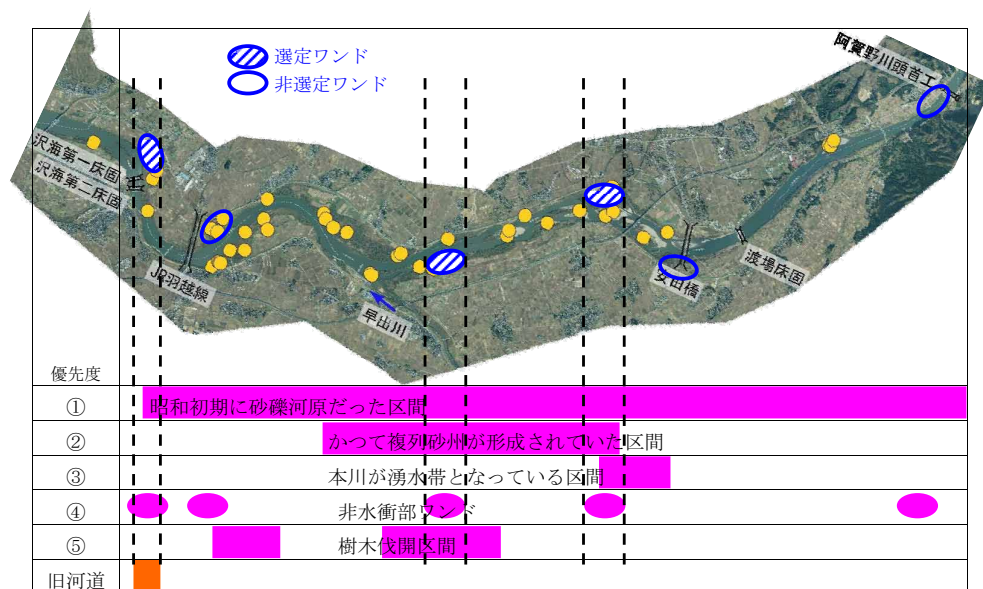 選定ワンド
非選定ワンド
阿賀野川頭首工
沢海第一床固
沢海第二床固
JR羽越線
早出川
安田橋
渡場床固
優先度
① 昭和初期に砂礫河原だった区間
② かつて複列砂州が形成されていた区間
③ 本川が湧水帯となっている区間
④ 非水衝部ワンド
⑤ 樹木伐開区間
旧河道